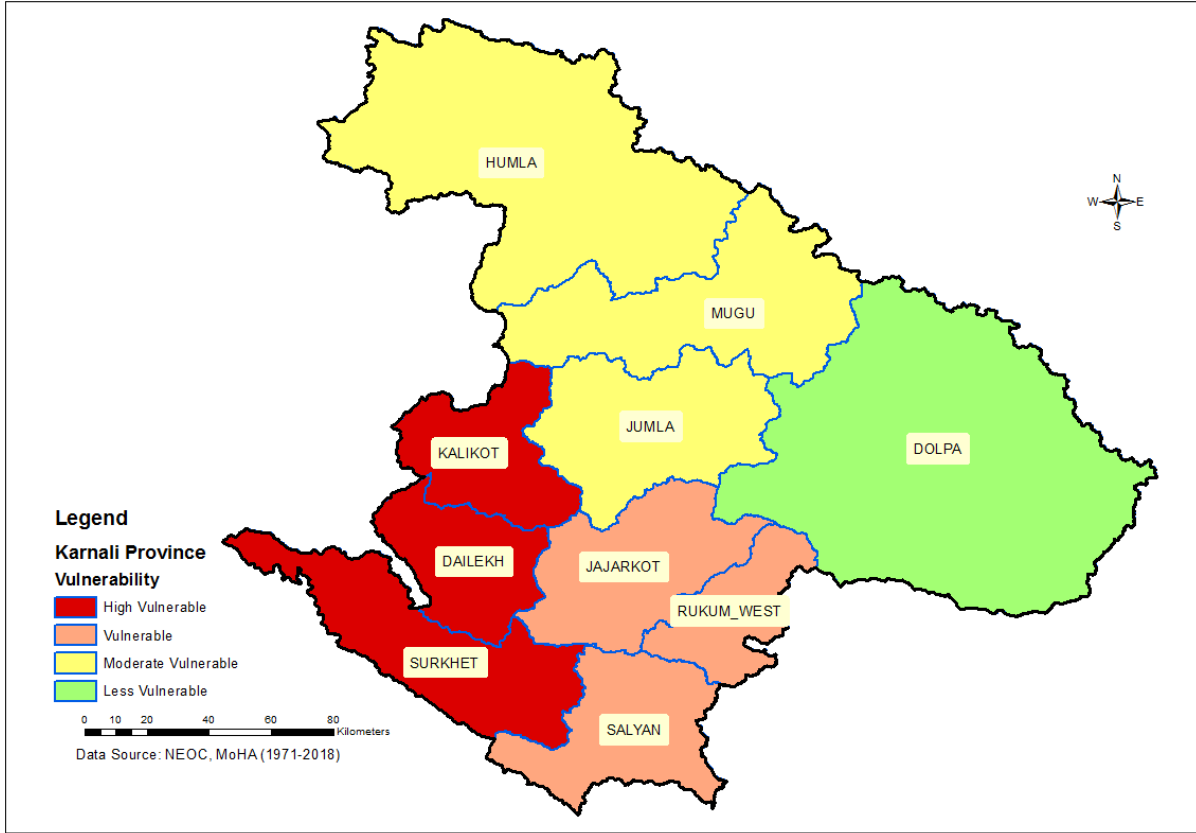 HUMLA
N
W E
S
MUGU
JUMLA
DOLPA
KALIKOT
DAILEKH
JAJARKOT
RUKUM_WEST
SURKHET
SALYAN
Legend
Karnali Province
Vulnerability
High Vulnerable
Vulnerable
Moderate Vulnerable
Less Vulnerable
0 10 20 40 60 80
Kilometers
Data Source: NEOC, MoHA (1971-2018)